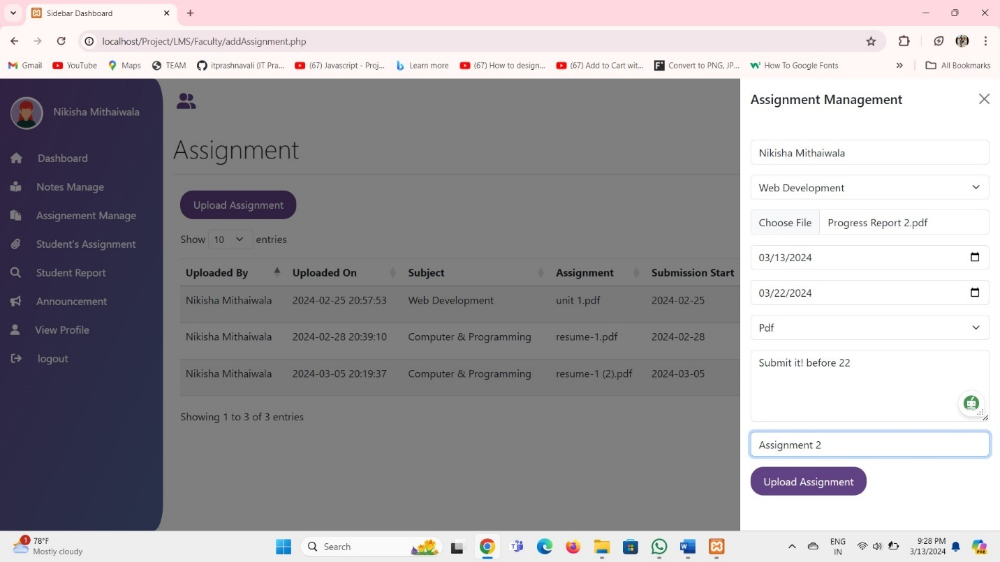 Sidebar Dashboard
localhost/Project/LMS/Faculty/addAssignment.php
Gmail YouTube Maps TEAM itprashnavali (IT Pra... (67) Javascript - Proj... Learn more (67) How to design... (67) Add to Cart wit... Convert to PNG, JP... How To Google Fonts » All Bookmarks
Nikisha Mithaiwala
Dashboard
Notes Manage
Assignement Manage
Student's Assignment
Student Report
Announcement
View Profile
logout
Assignment
Upload Assignment
Show 10 entries
Uploaded By Uploaded On Subject Assignment Submission Start
Nikisha Mithaiwala 2024-02-25 20:57:53 Web Development unit 1.pdf 2024-02-25
Nikisha Mithaiwala 2024-02-28 20:39:10 Computer & Programming resume-1.pdf 2024-02-28
Nikisha Mithaiwala 2024-03-05 20:19:37 Computer & Programming resume-1 (2).pdf 2024-03-05
Showing 1 to 3 of 3 entries
Assignment Management
Nikisha Mithaiwala
Web Development
Choose File Progress Report 2.pdf
03/13/2024
03/22/2024
Pdf
Submit it! before 22
Assignment 2
Upload Assignment
1
78°F
Mostly cloudy
Search
ENG
IN
9:28 PM
3/13/2024
PRE